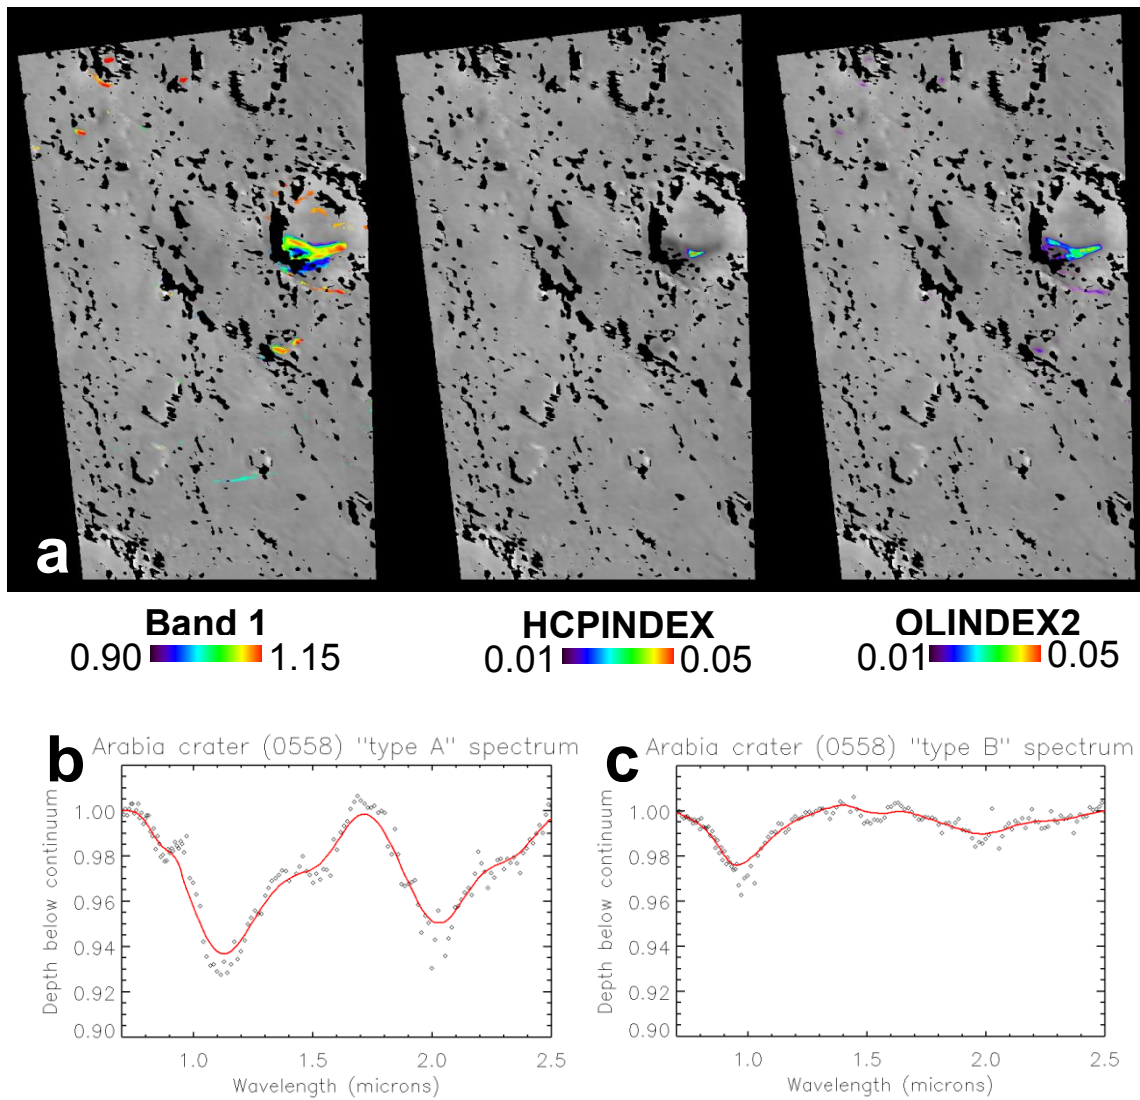 a
Band 1
0.90 1.15
HCPINDEX
0.01 0.05
OLINDEX2
0.01 0.05
b
Arabia crater (0558) "type A" spectrum
Depth below continuum
1.00
0.98
0.96
0.94
0.92
0.90
1.0 1.5 2.0 2.5
Wavelength (microns)
c
Arabia crater (0558) "type B" spectrum
Depth below continuum
1.00
0.98
0.96
0.94
0.92
0.90
1.0 1.5 2.0 2.5
Wavelength (microns)